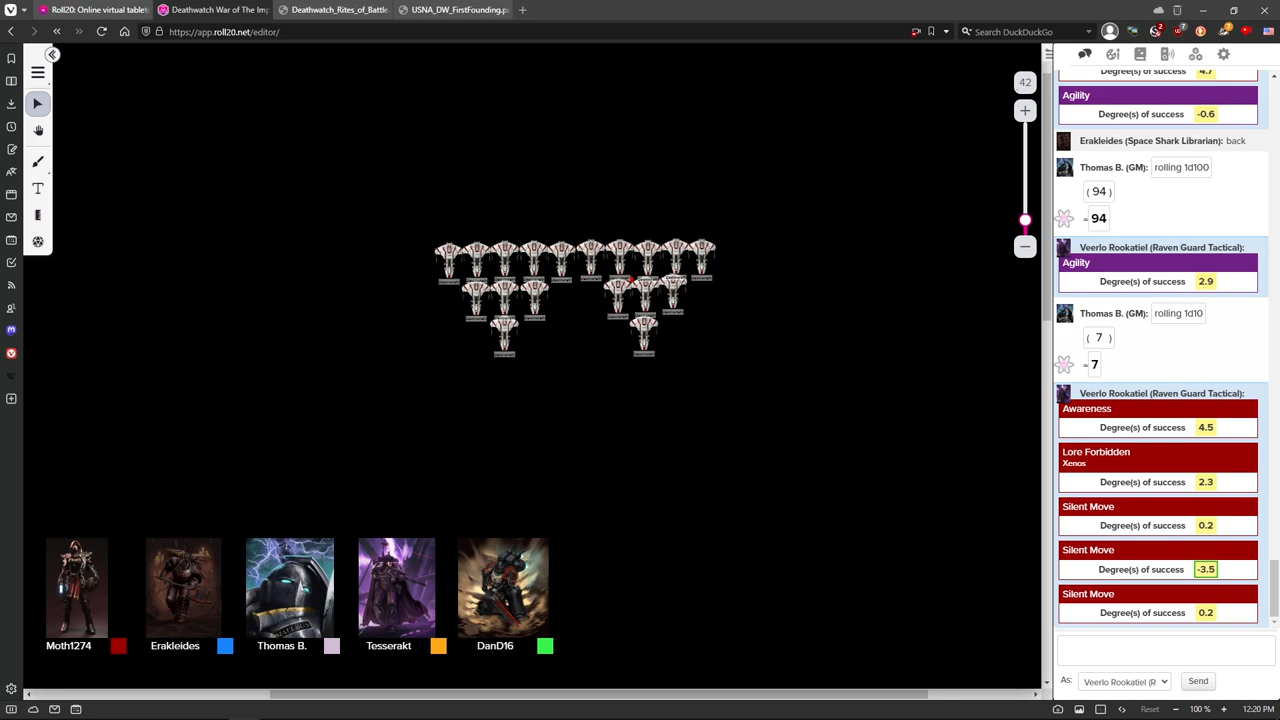 Roll20: Online virtual tablet
Deathwatch War of The Imp
Deathwatch_Rites_of_Battle
USNA_DW_FirstFounding.p
https://app.roll20.net/editor/
Search DuckDuckGo
42
4.7
Agility
Degree(s) of success -0.6
Erakleides (Space Shark Librarian): back
Thomas B. (GM): rolling 1d100
( 94 )
= 94
Veerlo Rookatiel (Raven Guard Tactical):
Agility
Degree(s) of success 2.9
Thomas B. (GM): rolling 1d10
( 7 )
= 7
Veerlo Rookatiel (Raven Guard Tactical):
Awareness
Degree(s) of success 4.5
Lore Forbidden
Xenos
Degree(s) of success 2.3
Silent Move
Degree(s) of success 0.2
Silent Move
Degree(s) of success -3.5
Silent Move
Degree(s) of success 0.2
Moth1274
Erakleides
Thomas B.
Tesserakt
DanD16
As: Veerlo Rookatiel (R
Send
Reset
100 %
12:20 PM